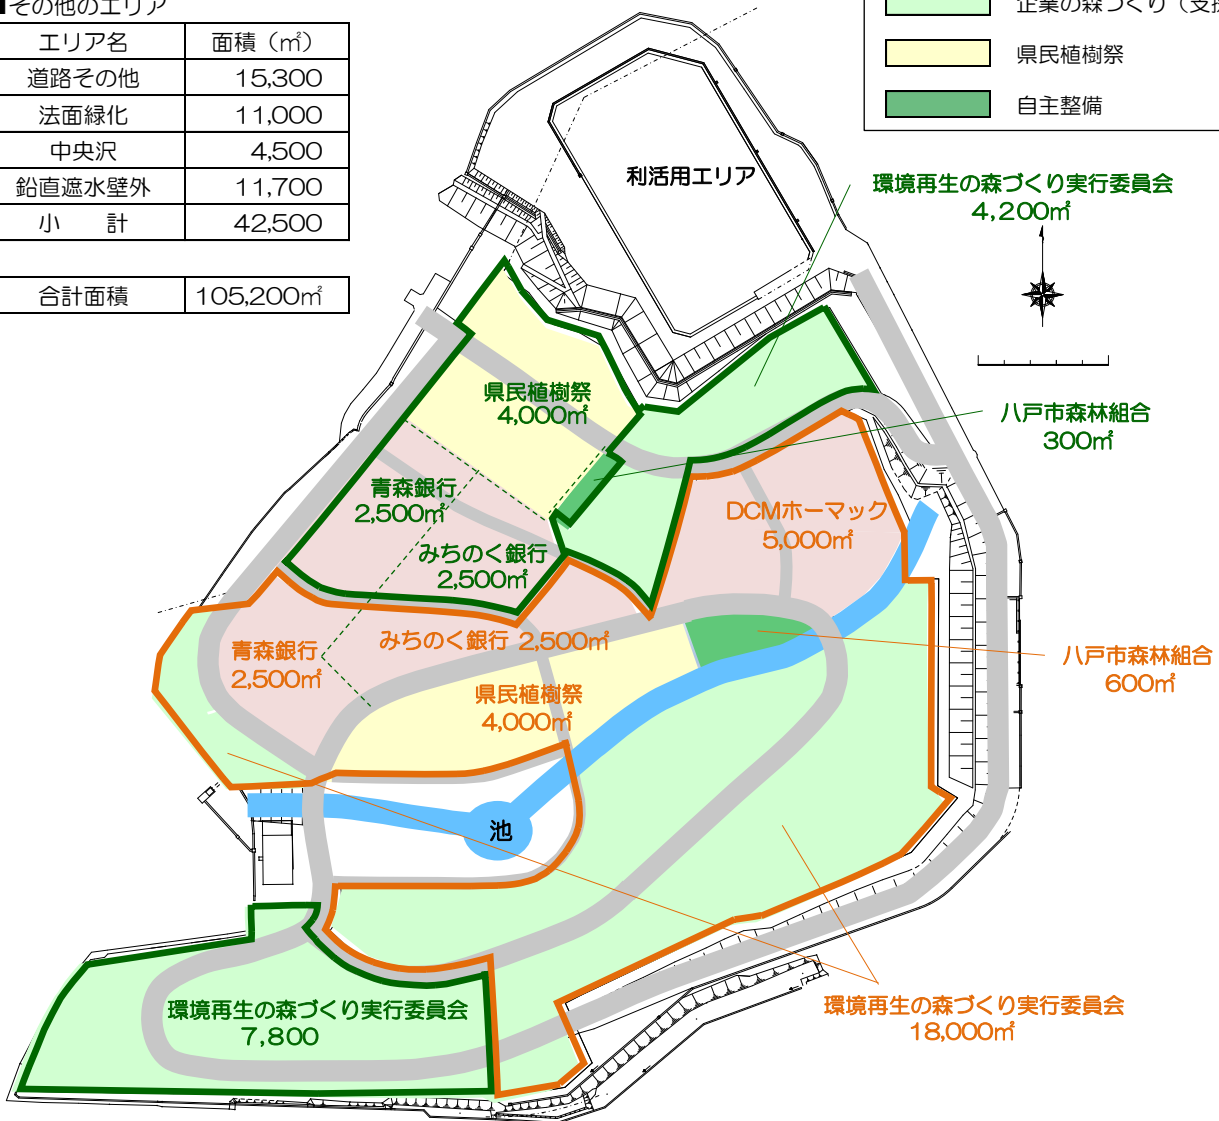 ■その他のエリア
エリア名 面積（㎡）
道路その他 15,300
法面緑化 11,000
中央沢 4,500
鉛直遮水壁外 11,700
小　計 42,500
合計面積 105,200㎡
企業の森づくり（支援
県民植樹祭
自主整備
利活用エリア
環境再生の森づくり実行委員会
4,200㎡
八戸市森林組合
300㎡
県民植樹祭
4,000㎡
青森銀行
2,500㎡
みちのく銀行
2,500㎡
DCMホーマック
5,000㎡
みちのく銀行 2,500㎡
青森銀行
2,500㎡
県民植樹祭
4,000㎡
八戸市森林組合
600㎡
池
環境再生の森づくり実行委員会
7,800
環境再生の森づくり実行委員会
18,000㎡